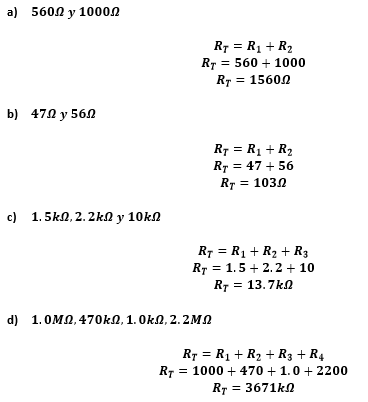 a) 560Ω y 1000Ω
R_T = R_1 + R_2
R_T = 560 + 1000
R_T = 1560Ω
b) 47Ω y 56Ω
R_T = R_1 + R_2
R_T = 47 + 56
R_T = 103Ω
c) 1.5kΩ, 2.2kΩ y 10kΩ
R_T = R_1 + R_2 + R_3
R_T = 1.5 + 2.2 + 10
R_T = 13.7kΩ
d) 1.0MΩ, 470kΩ, 1.0kΩ, 2.2MΩ
R_T = R_1 + R_2 + R_3 + R_4
R_T = 1000 + 470 + 1.0 + 2200
R_T = 3671kΩ